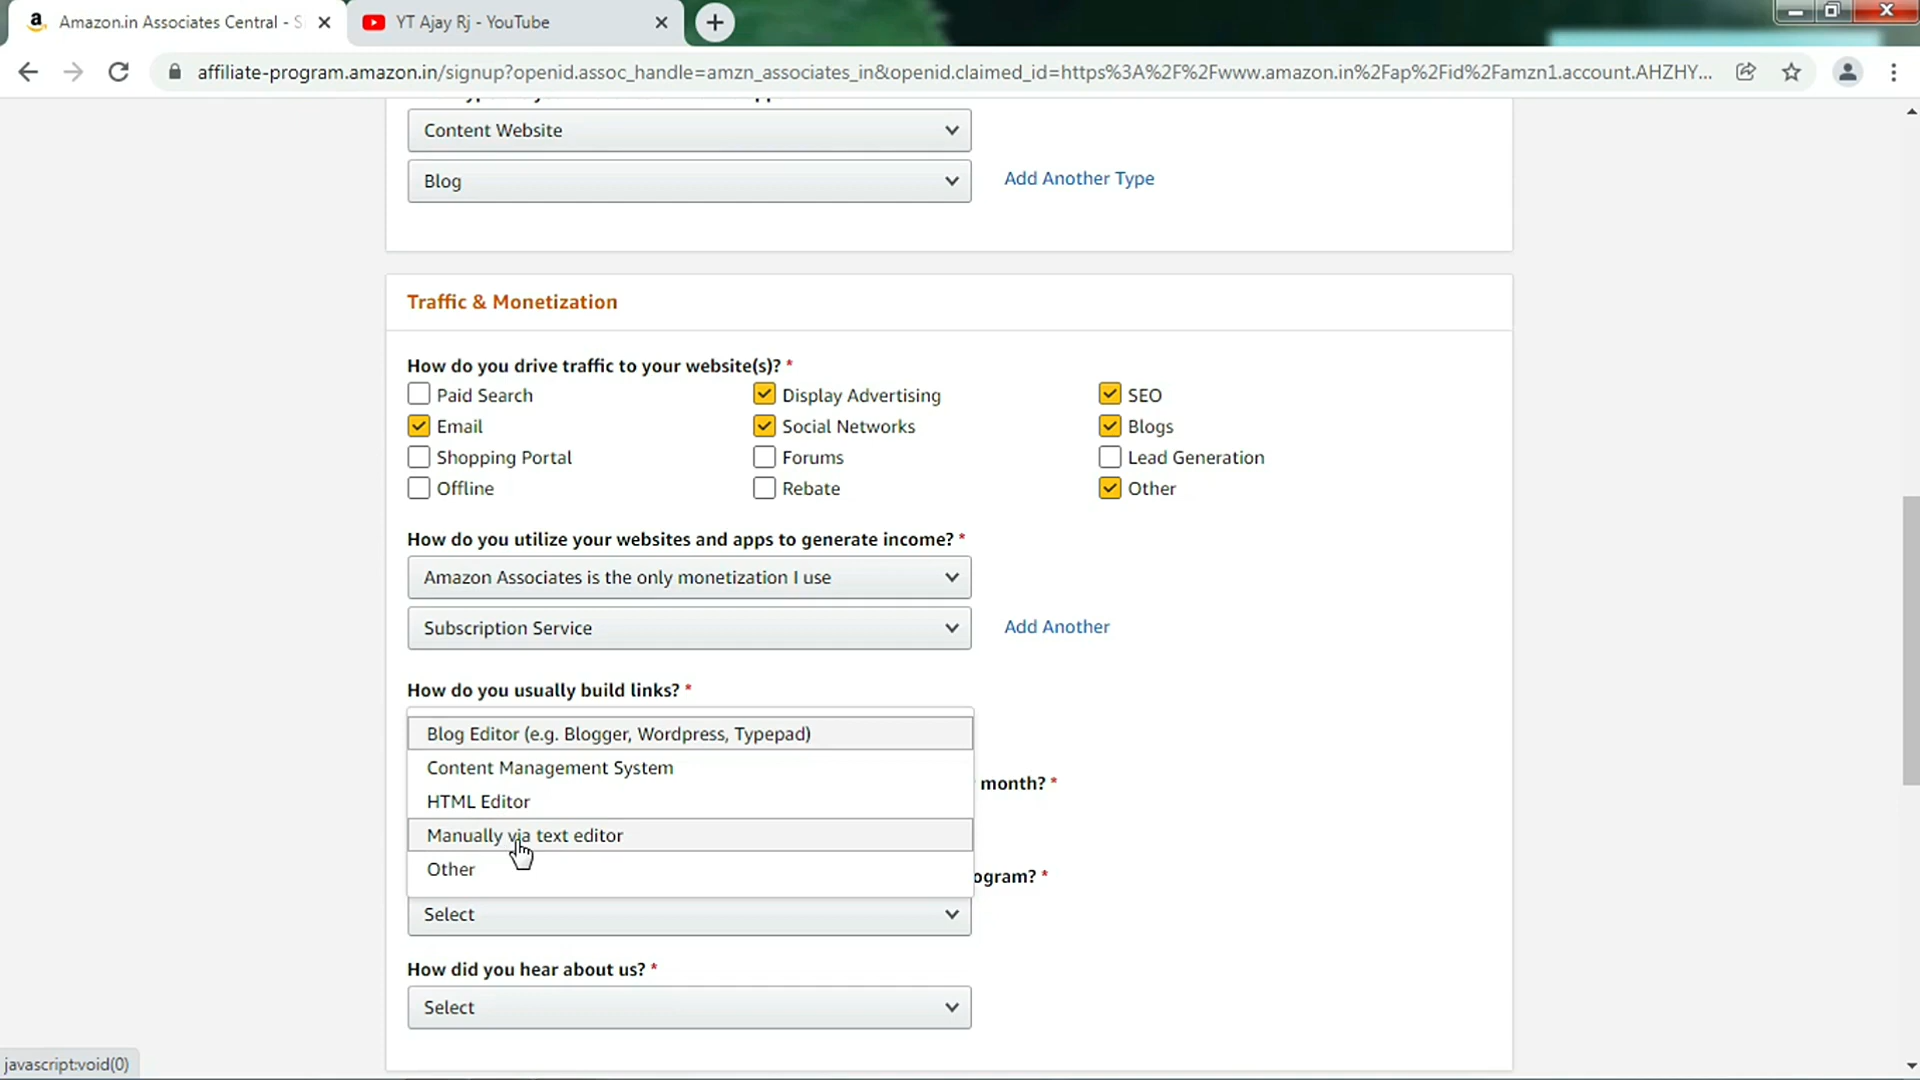 Amazon.in Associates Central - S
YT Ajay Rj - YouTube
affiliate-program.amazon.in/signup?openid.assoc_handle=amzn_associates_in&openid.claimed_id=https%3A%2F%2Fwww.amazon.in%2Fap%2Fid%2Famzn1.account.AHZHY...
Content Website
Blog
Add Another Type
Traffic & Monetization
How do you drive traffic to your website(s)? *
Paid Search
Display Advertising
SEO
Email
Social Networks
Blogs
Shopping Portal
Forums
Lead Generation
Offline
Rebate
Other
How do you utilize your websites and apps to generate income? *
Amazon Associates is the only monetization I use
Subscription Service
Add Another
How do you usually build links? *
Blog Editor (e.g. Blogger, Wordpress, Typepad)
Content Management System
month? *
HTML Editor
Manually via text editor
Other
ogram? *
Select
How did you hear about us? *
Select
javascript:void(0)